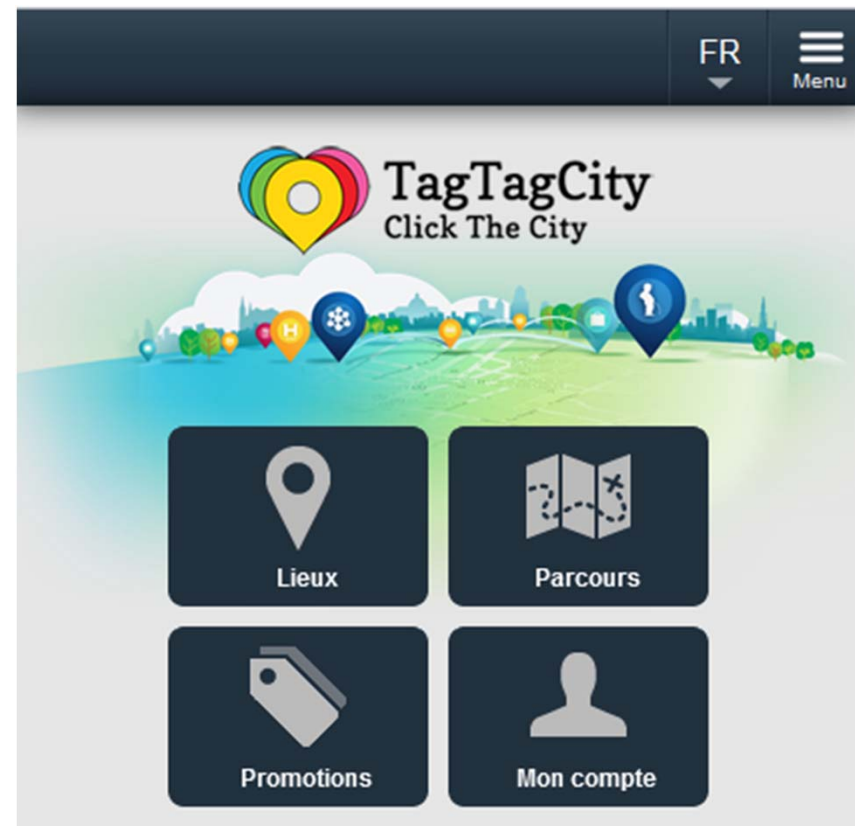 FR
Menu
TagTagCity
Click The City
H
Lieux
Parcours
Promotions
Mon compte